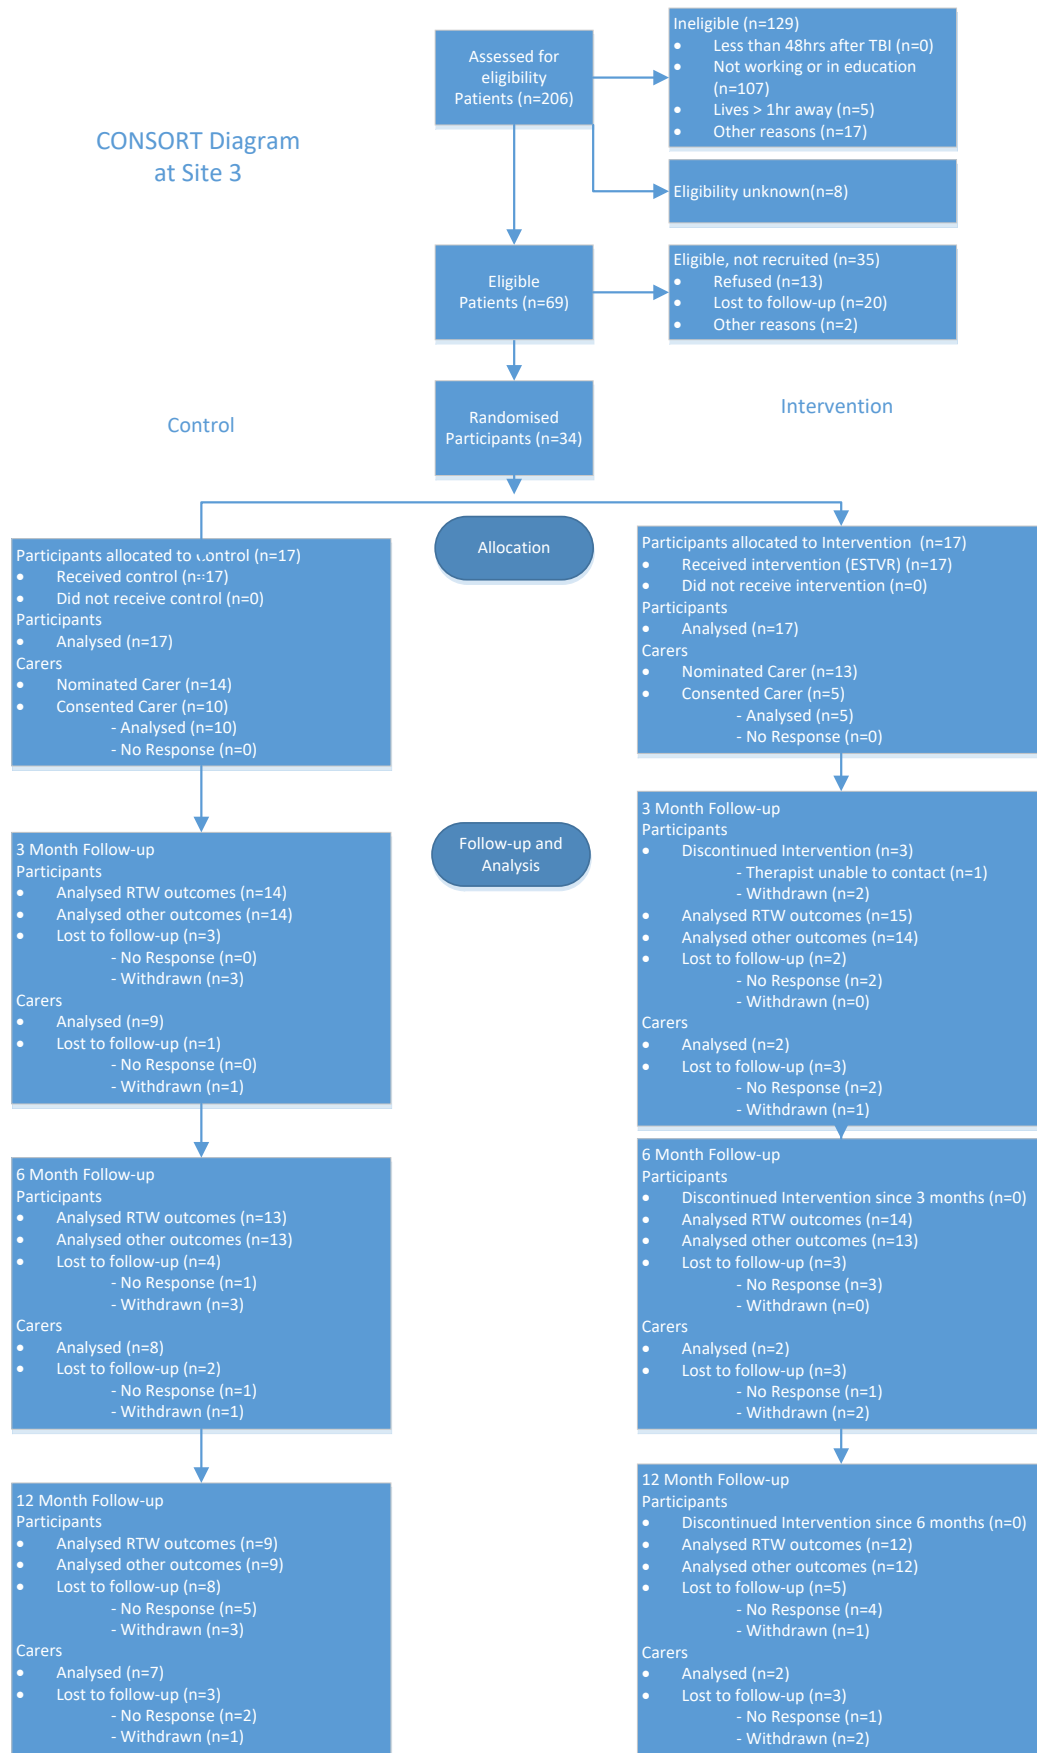 CONSORT Diagram
at Site 3
Assessed for
eligibility
Patients (n=206)
Ineligible (n=129)
• Less than 48hrs after TBI (n=0)
• Not working or in education
(n=107)
• Lives > 1hr away (n=5)
• Other reasons (n=17)
Eligibility unknown(n=8)
Eligible
Patients (n=69)
Eligible, not recruited (n=35)
• Refused (n=13)
• Lost to follow-up (n=20)
• Other reasons (n=2)
Randomised
Participants (n=34)
Control
Intervention
Allocation
Participants allocated to control (n=17)
• Received control (n=17)
• Did not receive control (n=0)
Participants
• Analysed (n=17)
Carers
• Nominated Carer (n=14)
• Consented Carer (n=10)
- Analysed (n=10)
- No Response (n=0)
Participants allocated to Intervention (n=17)
• Received intervention (ESTVR) (n=17)
• Did not receive intervention (n=0)
Participants
• Analysed (n=17)
Carers
• Nominated Carer (n=13)
• Consented Carer (n=5)
- Analysed (n=5)
- No Response (n=0)
Follow-up and
Analysis
3 Month Follow-up
Participants
• Analysed RTW outcomes (n=14)
• Analysed other outcomes (n=14)
• Lost to follow-up (n=3)
- No Response (n=0)
- Withdrawn (n=3)
Carers
• Analysed (n=9)
• Lost to follow-up (n=1)
- No Response (n=0)
- Withdrawn (n=1)
3 Month Follow-up
Participants
• Discontinued Intervention (n=3)
- Therapist unable to contact (n=1)
- Withdrawn (n=2)
• Analysed RTW outcomes (n=15)
• Analysed other outcomes (n=14)
• Lost to follow-up (n=2)
- No Response (n=2)
- Withdrawn (n=0)
Carers
• Analysed (n=2)
• Lost to follow-up (n=3)
- No Response (n=2)
- Withdrawn (n=1)
6 Month Follow-up
Participants
• Analysed RTW outcomes (n=13)
• Analysed other outcomes (n=13)
• Lost to follow-up (n=4)
- No Response (n=1)
- Withdrawn (n=3)
Carers
• Analysed (n=8)
• Lost to follow-up (n=2)
- No Response (n=1)
- Withdrawn (n=1)
6 Month Follow-up
Participants
• Discontinued Intervention since 3 months (n=0)
• Analysed RTW outcomes (n=14)
• Analysed other outcomes (n=13)
• Lost to follow-up (n=3)
- No Response (n=3)
- Withdrawn (n=0)
Carers
• Analysed (n=2)
• Lost to follow-up (n=3)
- No Response (n=1)
- Withdrawn (n=2)
12 Month Follow-up
Participants
• Analysed RTW outcomes (n=9)
• Analysed other outcomes (n=9)
• Lost to follow-up (n=8)
- No Response (n=5)
- Withdrawn (n=3)
Carers
• Analysed (n=7)
• Lost to follow-up (n=3)
- No Response (n=2)
- Withdrawn (n=1)
12 Month Follow-up
Participants
• Discontinued Intervention since 6 months (n=0)
• Analysed RTW outcomes (n=12)
• Analysed other outcomes (n=12)
• Lost to follow-up (n=5)
- No Response (n=4)
- Withdrawn (n=1)
Carers
• Analysed (n=2)
• Lost to follow-up (n=3)
- No Response (n=1)
- Withdrawn (n=2)